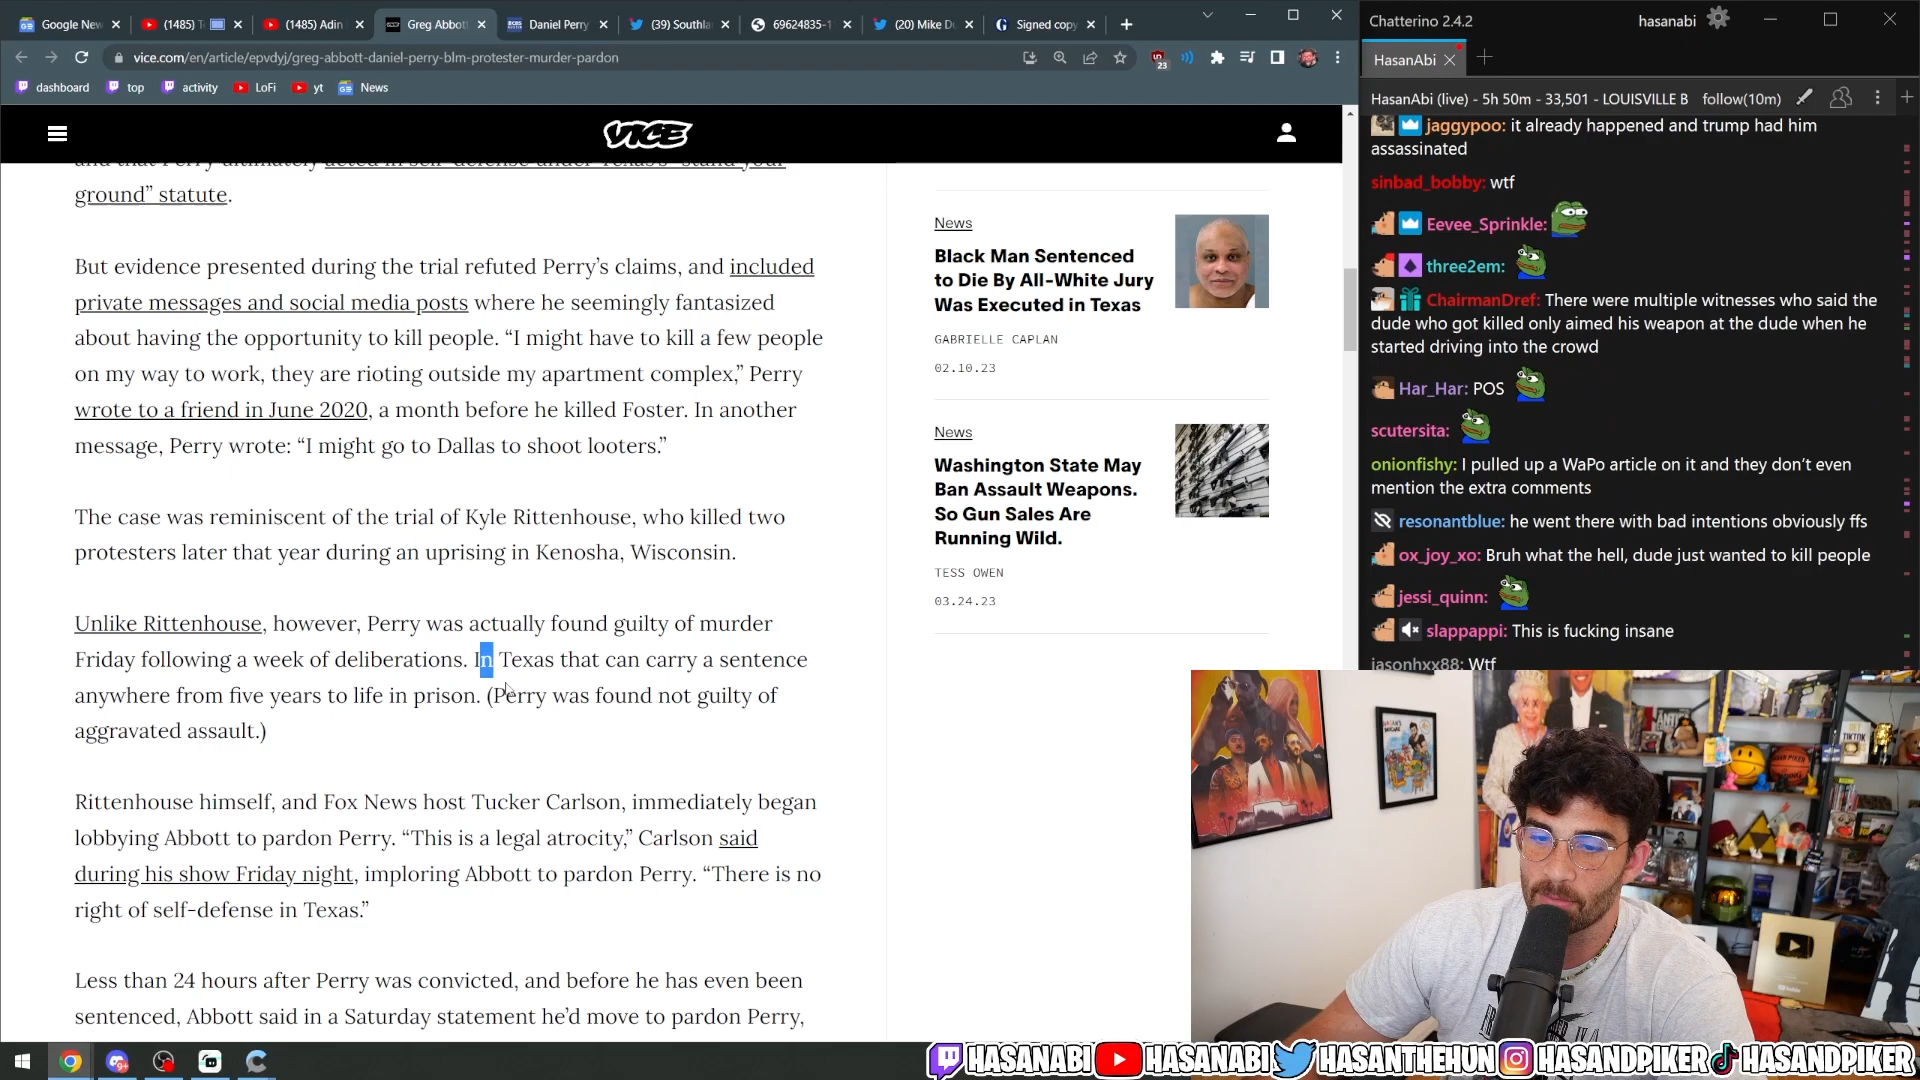 Google New
(1485) T
(1485) Adin
Greg Abbott
Daniel Perry
(39) Southla
69624835-1
(20) Mike D
Signed copy
vice.com/en/article/epvdyj/greg-abbott-daniel-perry-blm-protester-murder-pardon
23
dashboard
top
activity
LoFi
yt
News
VICE
and that Perry ultimately acted in self-defense under Texas's "stand your
ground” statute.
But evidence presented during the trial refuted Perry’s claims, and included
private messages and social media posts where he seemingly fantasized
about having the opportunity to kill people. “I might have to kill a few people
on my way to work, they are rioting outside my apartment complex,” Perry
wrote to a friend in June 2020, a month before he killed Foster. In another
message, Perry wrote: “I might go to Dallas to shoot looters.”
The case was reminiscent of the trial of Kyle Rittenhouse, who killed two
protesters later that year during an uprising in Kenosha, Wisconsin.
Unlike Rittenhouse, however, Perry was actually found guilty of murder
Friday following a week of deliberations. In Texas that can carry a sentence
anywhere from five years to life in prison. (Perry was found not guilty of
aggravated assault.)
Rittenhouse himself, and Fox News host Tucker Carlson, immediately began
lobbying Abbott to pardon Perry. “This is a legal atrocity,” Carlson said
during his show Friday night, imploring Abbott to pardon Perry. “There is no
right of self-defense in Texas.”
Less than 24 hours after Perry was convicted, and before he has even been
sentenced, Abbott said in a Saturday statement he’d move to pardon Perry,
News
Black Man Sentenced
to Die By All-White Jury
Was Executed in Texas
GABRIELLE CAPLAN
02.10.23
News
Washington State May
Ban Assault Weapons.
So Gun Sales Are
Running Wild.
TESS OWEN
03.24.23
Chatterino 2.4.2
hasanabi
HasanAbi
HasanAbi (live) - 5h 50m - 33,501 - LOUISVILLE B
follow(10m)
jaggypoo: it already happened and trump had him
assassinated
sinbad_bobby: wtf
Eevee_Sprinkle:
three2em:
ChairmanDref: There were multiple witnesses who said the
dude who got killed only aimed his weapon at the dude when he
started driving into the crowd
Har_Har: POS
scutersita:
onionfishy: I pulled up a WaPo article on it and they don’t even
mention the extra comments
resonantblue: he went there with bad intentions obviously ffs
ox_joy_xo: Bruh what the hell, dude just wanted to kill people
jessi_quinn:
slappappi: This is fucking insane
jasonhxx88: Wtf
HASANABI
HASANABI
HASANTHEHUN
HASANDPIKER
HASANDPIKER